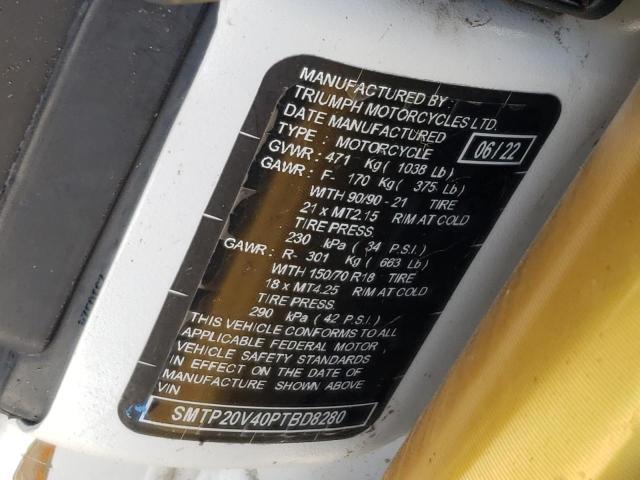 MANUFACTURED BY:
TRIUMPH MOTORCYCLES LTD.
DATE MANUFACTURED 06/22
TYPE : MOTORCYCLE
GVWR: 471 Kg ( 1038 Lb)
GAWR : F- 170 Kg ( 375 Lb)
WITH 90/90 - 21 TIRE
21 x MT2.15 RIM AT COLD
TIRE PRESS.
230 kPa ( 34 P.S.I.)
GAWR: R- 301 Kg ( 663 Lb)
WITH 150/70 R18 TIRE
18 x MT4.25 RIM AT COLD
TIRE PRESS.
290 kPa ( 42 P.S.I.)
THIS VEHICLE CONFORMS TO ALL
APPLICABLE FEDERAL MOTOR
VEHICLE SAFETY STANDARDS
IN EFFECT ON THE DATE OF
MANUFACTURE SHOWN ABOVE
VIN
SMTP20V40PTBD8280